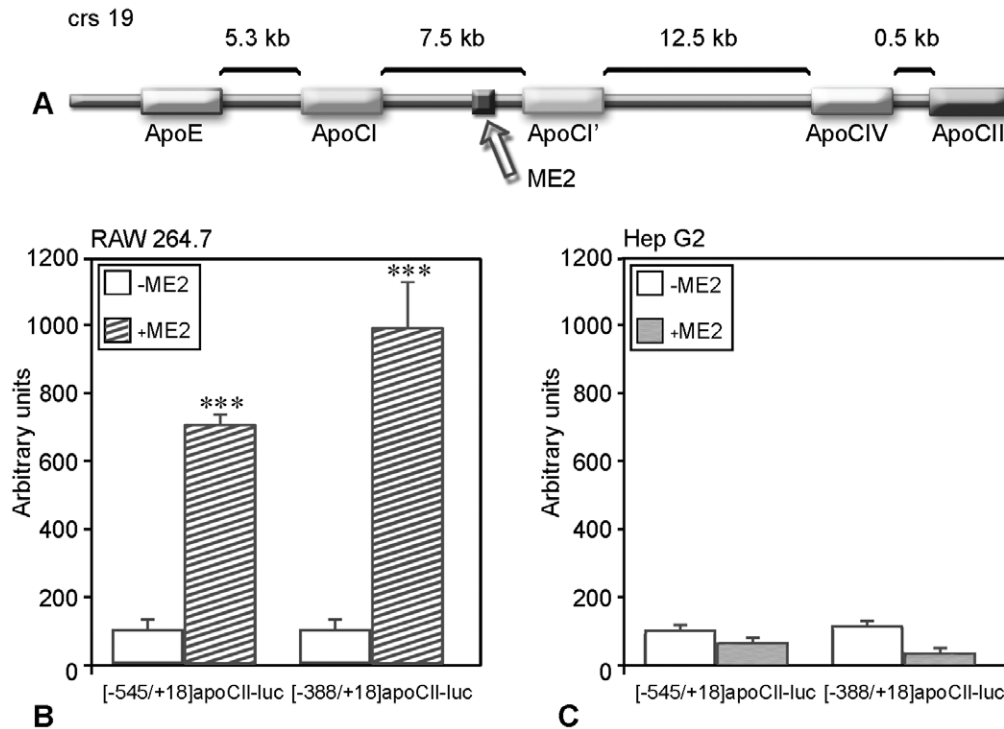 crs 19
5.3 kb 7.5 kb 12.5 kb 0.5 kb
A
ApoE ApoCI ApoCI' ApoCIV ApoCII
ME2
RAW 264.7
1200
1000
800
600
400
200
0
Arbitrary units
-ME2
+ME2
***
***
[-545/+18]apoCII-luc [-388/+18]apoCII-luc
B
Hep G2
1200
1000
800
600
400
200
0
Arbitrary units
-ME2
+ME2
[-545/+18]apoCII-luc [-388/+18]apoCII-luc
C